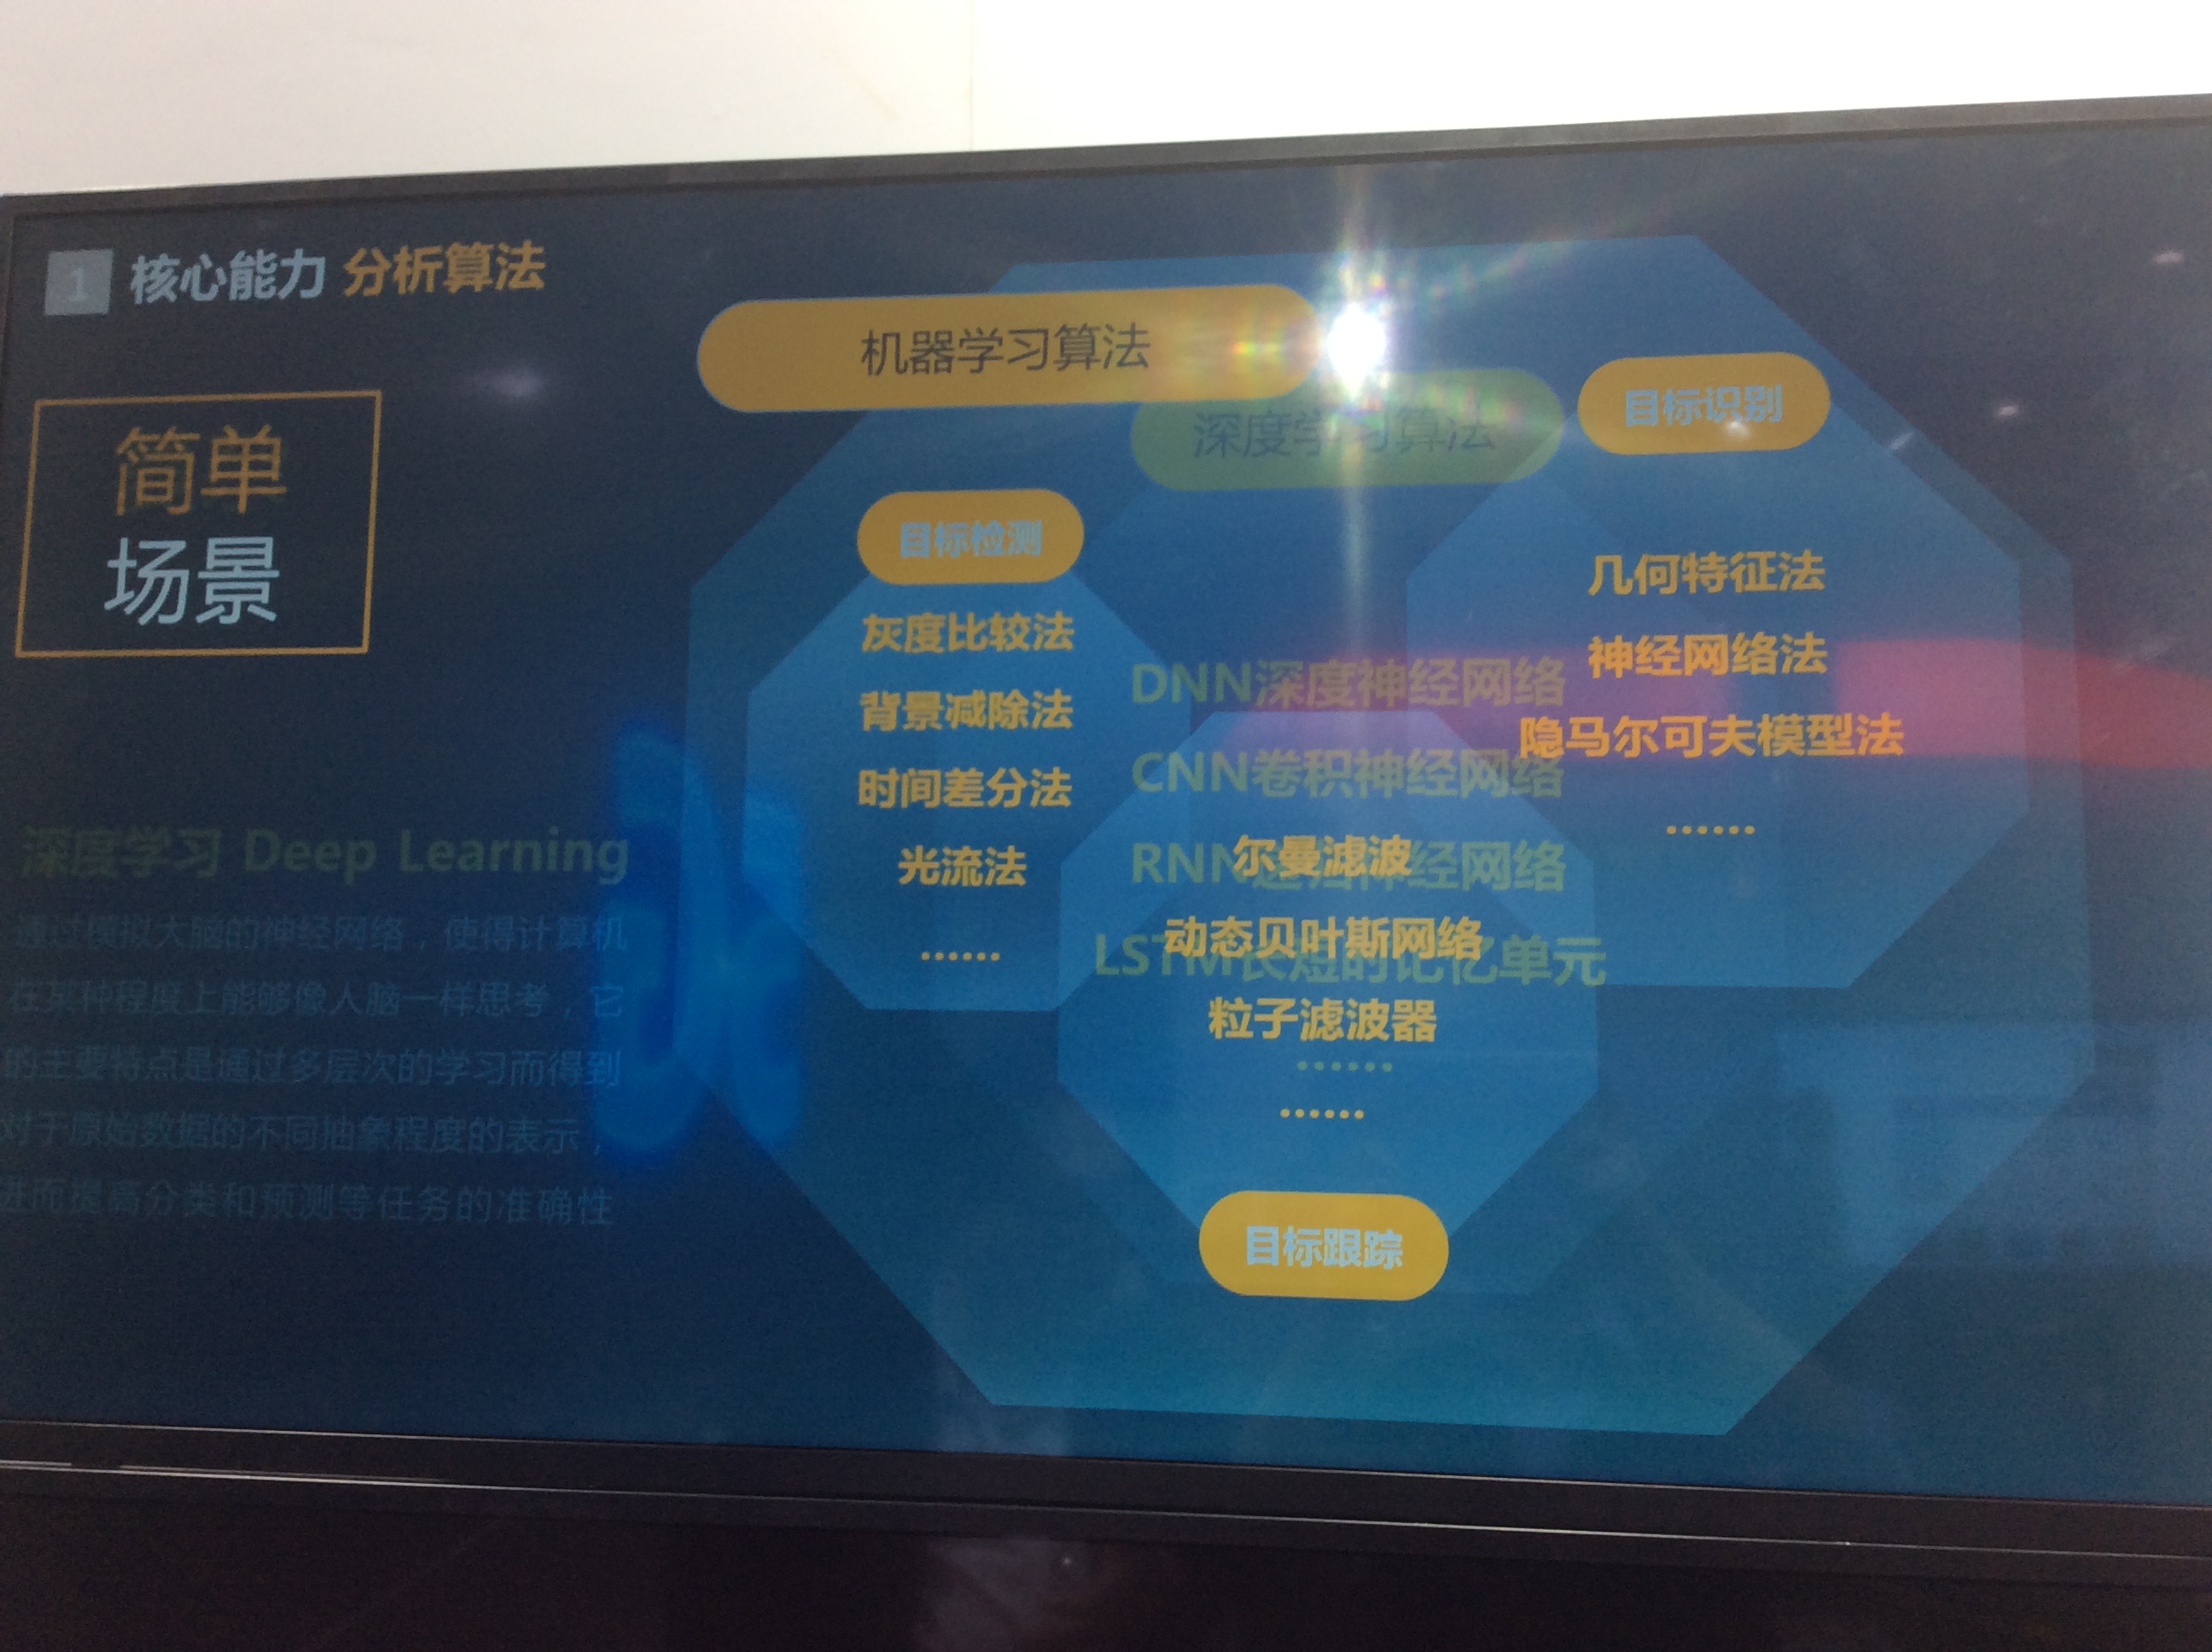 1 核心能力 分析算法
简单
场景
深度学习 Deep Learning
通过模拟大脑的神经网络，使得计算机
在某种程度上能够像人脑一样思考，它
的主要特点是通过多层次的学习而得到
对于原始数据的不同抽象程度的表示，
进而提高分类和预测等任务的准确性
机器学习算法
深度学习算法
目标检测
灰度比较法
背景减除法
时间差分法
光流法
......
目标识别
几何特征法
神经网络法
隐马尔可夫模型法
......
DNN深度神经网络
CNN卷积神经网络
RNN 神经网络
LSTM长短的记忆单元
......
尔曼滤波
动态贝叶斯网络
粒子滤波器
......
目标跟踪